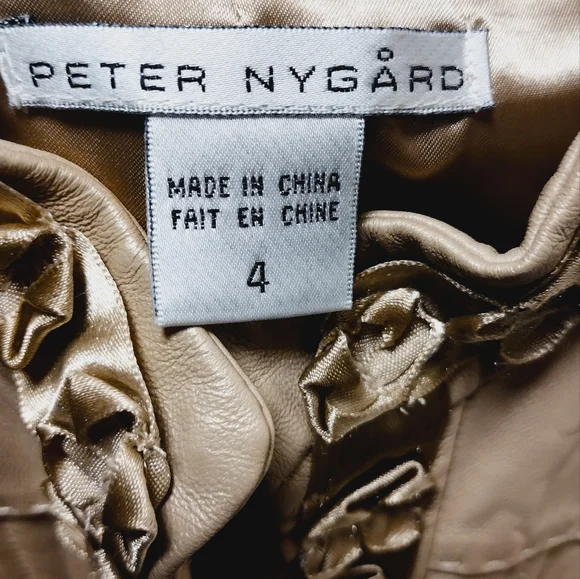 PETER NYGÅRD
MADE IN CHINA
FAIT EN CHINE
4